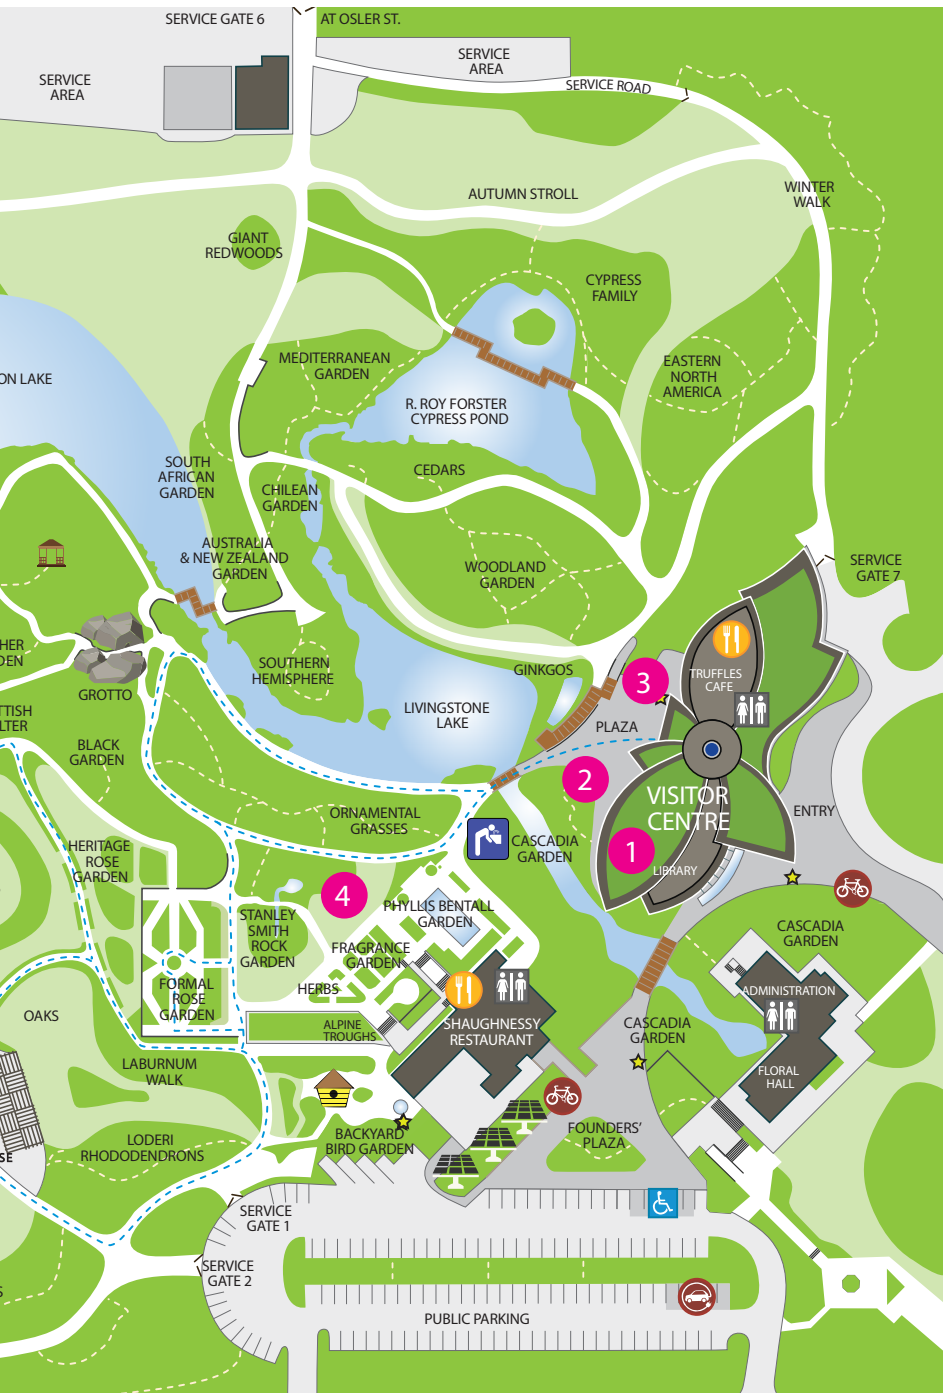 SERVICE GATE 6
AT OSLER ST.
SERVICE
AREA
SERVICE
AREA
SERVICE ROAD
AUTUMN STROLL
WINTER
WALK
GIANT
REDWOODS
CYPRESS
FAMILY
MEDITERRANEAN
GARDEN
EASTERN
NORTH
AMERICA
ON LAKE
R. ROY FORSTER
CYPRESS POND
SOUTH
AFRICAN
GARDEN
CEDARS
CHILEAN
GARDEN
AUSTRALIA
& NEW ZEALAND
GARDEN
WOODLAND
GARDEN
SERVICE
GATE 7
HER
DEN
GROTTO
SOUTHERN
HEMISPHERE
GINKGOS
3
TRUFFLES
CAFE
TTISH
LTER
LIVINGSTONE
LAKE
PLAZA
BLACK
GARDEN
2
VISITOR
CENTRE
ENTRY
ORNAMENTAL
GRASSES
CASCADIA
GARDEN
1
LIBRARY
HERITAGE
ROSE
GARDEN
4
PHYLLIS BENTALL
GARDEN
STANLEY
SMITH
ROCK
GARDEN
CASCADIA
GARDEN
FRAGRANCE
GARDEN
HERBS
FORMAL
ROSE
GARDEN
ADMINISTRATION
OAKS
ALPINE
TROUGHS
SHAUGHNESSY
RESTAURANT
CASCADIA
GARDEN
LABURNUM
WALK
FLORAL
HALL
LODERI
RHODODENDRONS
BACKYARD
BIRD GARDEN
FOUNDERS'
PLAZA
SE
SERVICE
GATE 1
SERVICE
GATE 2
S
PUBLIC PARKING